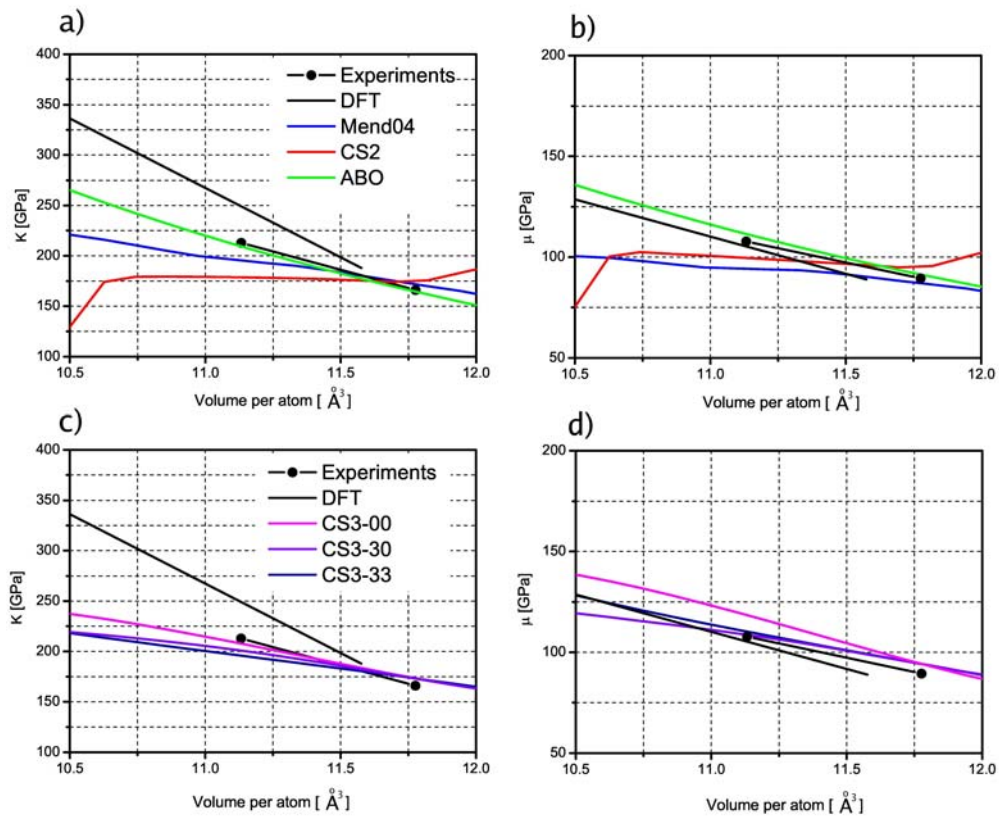 a)
400
350
300
250
200
150
100
K [GPa]
Experiments
DFT
Mend04
CS2
ABO
10.5 11.0 11.5 12.0
Volume per atom [ Å³]
b)
200
150
100
50
μ [GPa]
10.5 11.0 11.5 12.0
Volume per atom [ Å³]
c)
400
350
300
250
200
150
100
K [GPa]
Experiments
DFT
CS3-00
CS3-30
CS3-33
10.5 11.0 11.5 12.0
Volume per atom [ Å³]
d)
200
150
100
50
μ [GPa]
10.5 11.0 11.5 12.0
Volume per atom [ Å³]